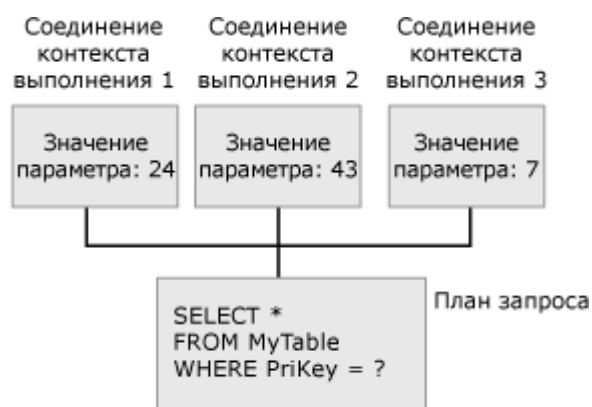 Соединение
контекста
выполнения 1
Соединение
контекста
выполнения 2
Соединение
контекста
выполнения 3
Значение
параметра: 24
Значение
параметра: 43
Значение
параметра: 7
SELECT *
FROM MyTable
WHERE PriKey = ?
План запроса